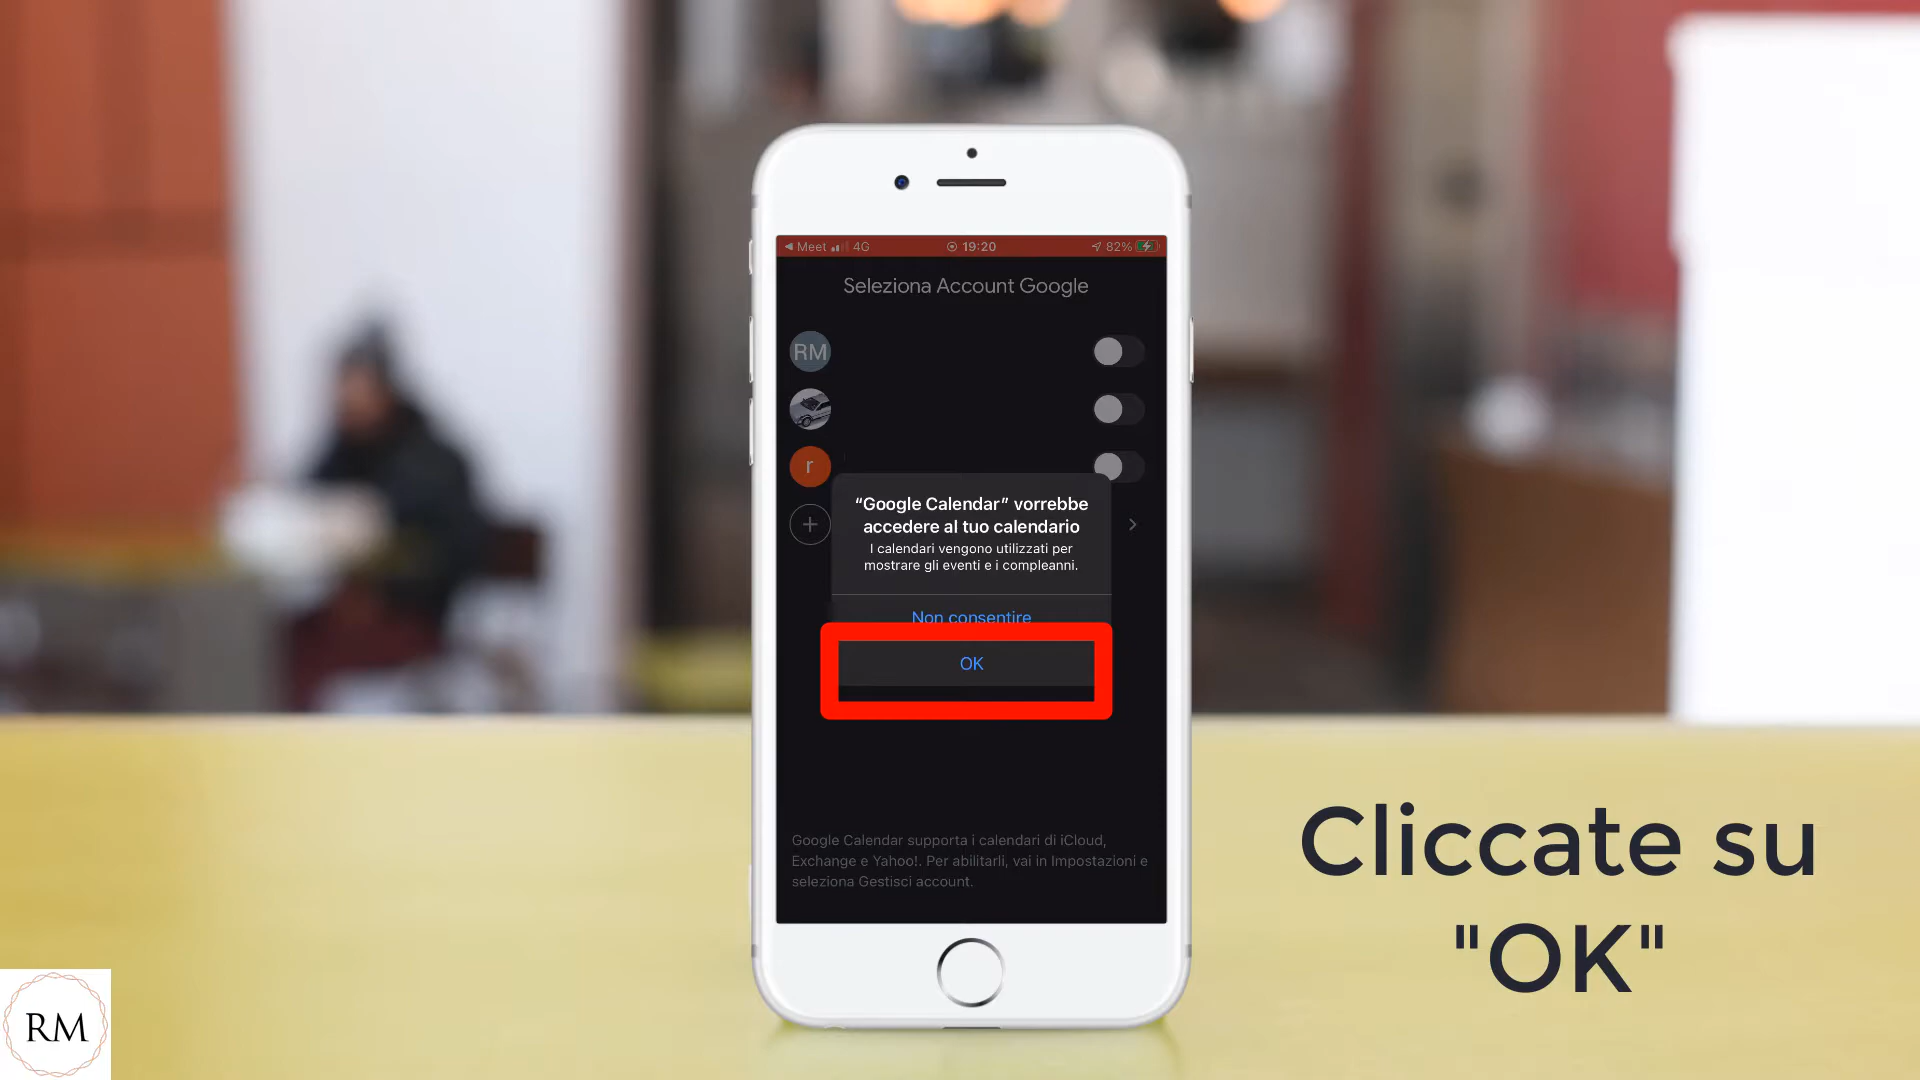 Meet 4G 19:20 82%
Seleziona Account Google
RM
r
“Google Calendar” vorrebbe
accedere al tuo calendario
I calendari vengono utilizzati per
mostrare gli eventi e i compleanni.
Non consentire
OK
Google Calendar supporta i calendari di iCloud,
Exchange e Yahoo!. Per abilitarli, vai in Impostazioni e
seleziona Gestisci account.
Cliccate su
"OK"
RM